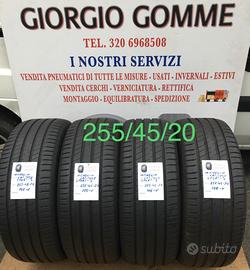 GIORGIO GOMME
TEL. 320 6968508
I NOSTRI SERVIZI
VENDITA PNEUMATICI DI TUTTE LE MISURE - USATI - INVERNALI - ESTIVI
VENDITA CERCHI - VERNICIATURA - RETTIFICA
MONTAGGIO - EQUILIBRATURA - SPEDIZIONE
255/45/20
subito